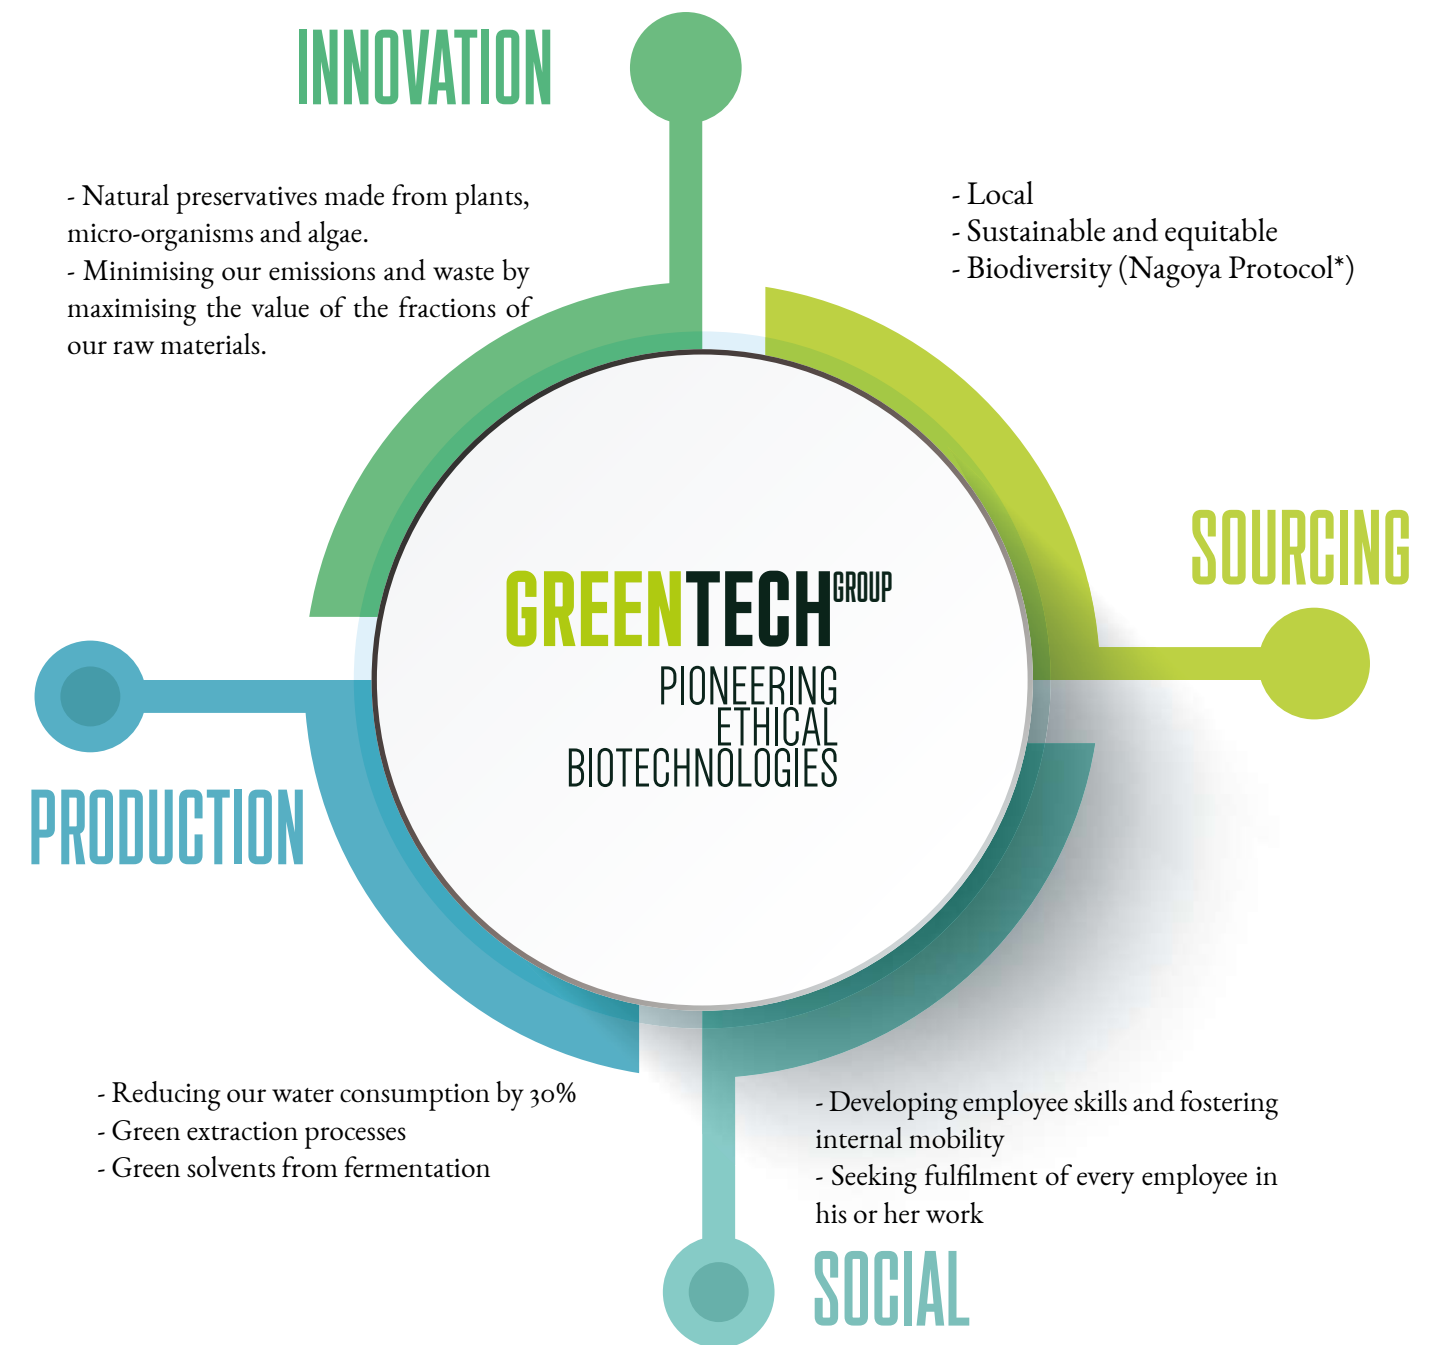 INNOVATION
- Natural preservatives made from plants,
micro-organisms and algae.
- Minimising our emissions and waste by
maximising the value of the fractions of
our raw materials.
- Local
- Sustainable and equitable
- Biodiversity (Nagoya Protocol*)
SOURCING
GREENTECH GROUP
PIONEERING
ETHICAL
BIOTECHNOLOGIES
PRODUCTION
- Reducing our water consumption by 30%
- Green extraction processes
- Green solvents from fermentation
- Developing employee skills and fostering
internal mobility
- Seeking fulfilment of every employee in
his or her work
SOCIAL